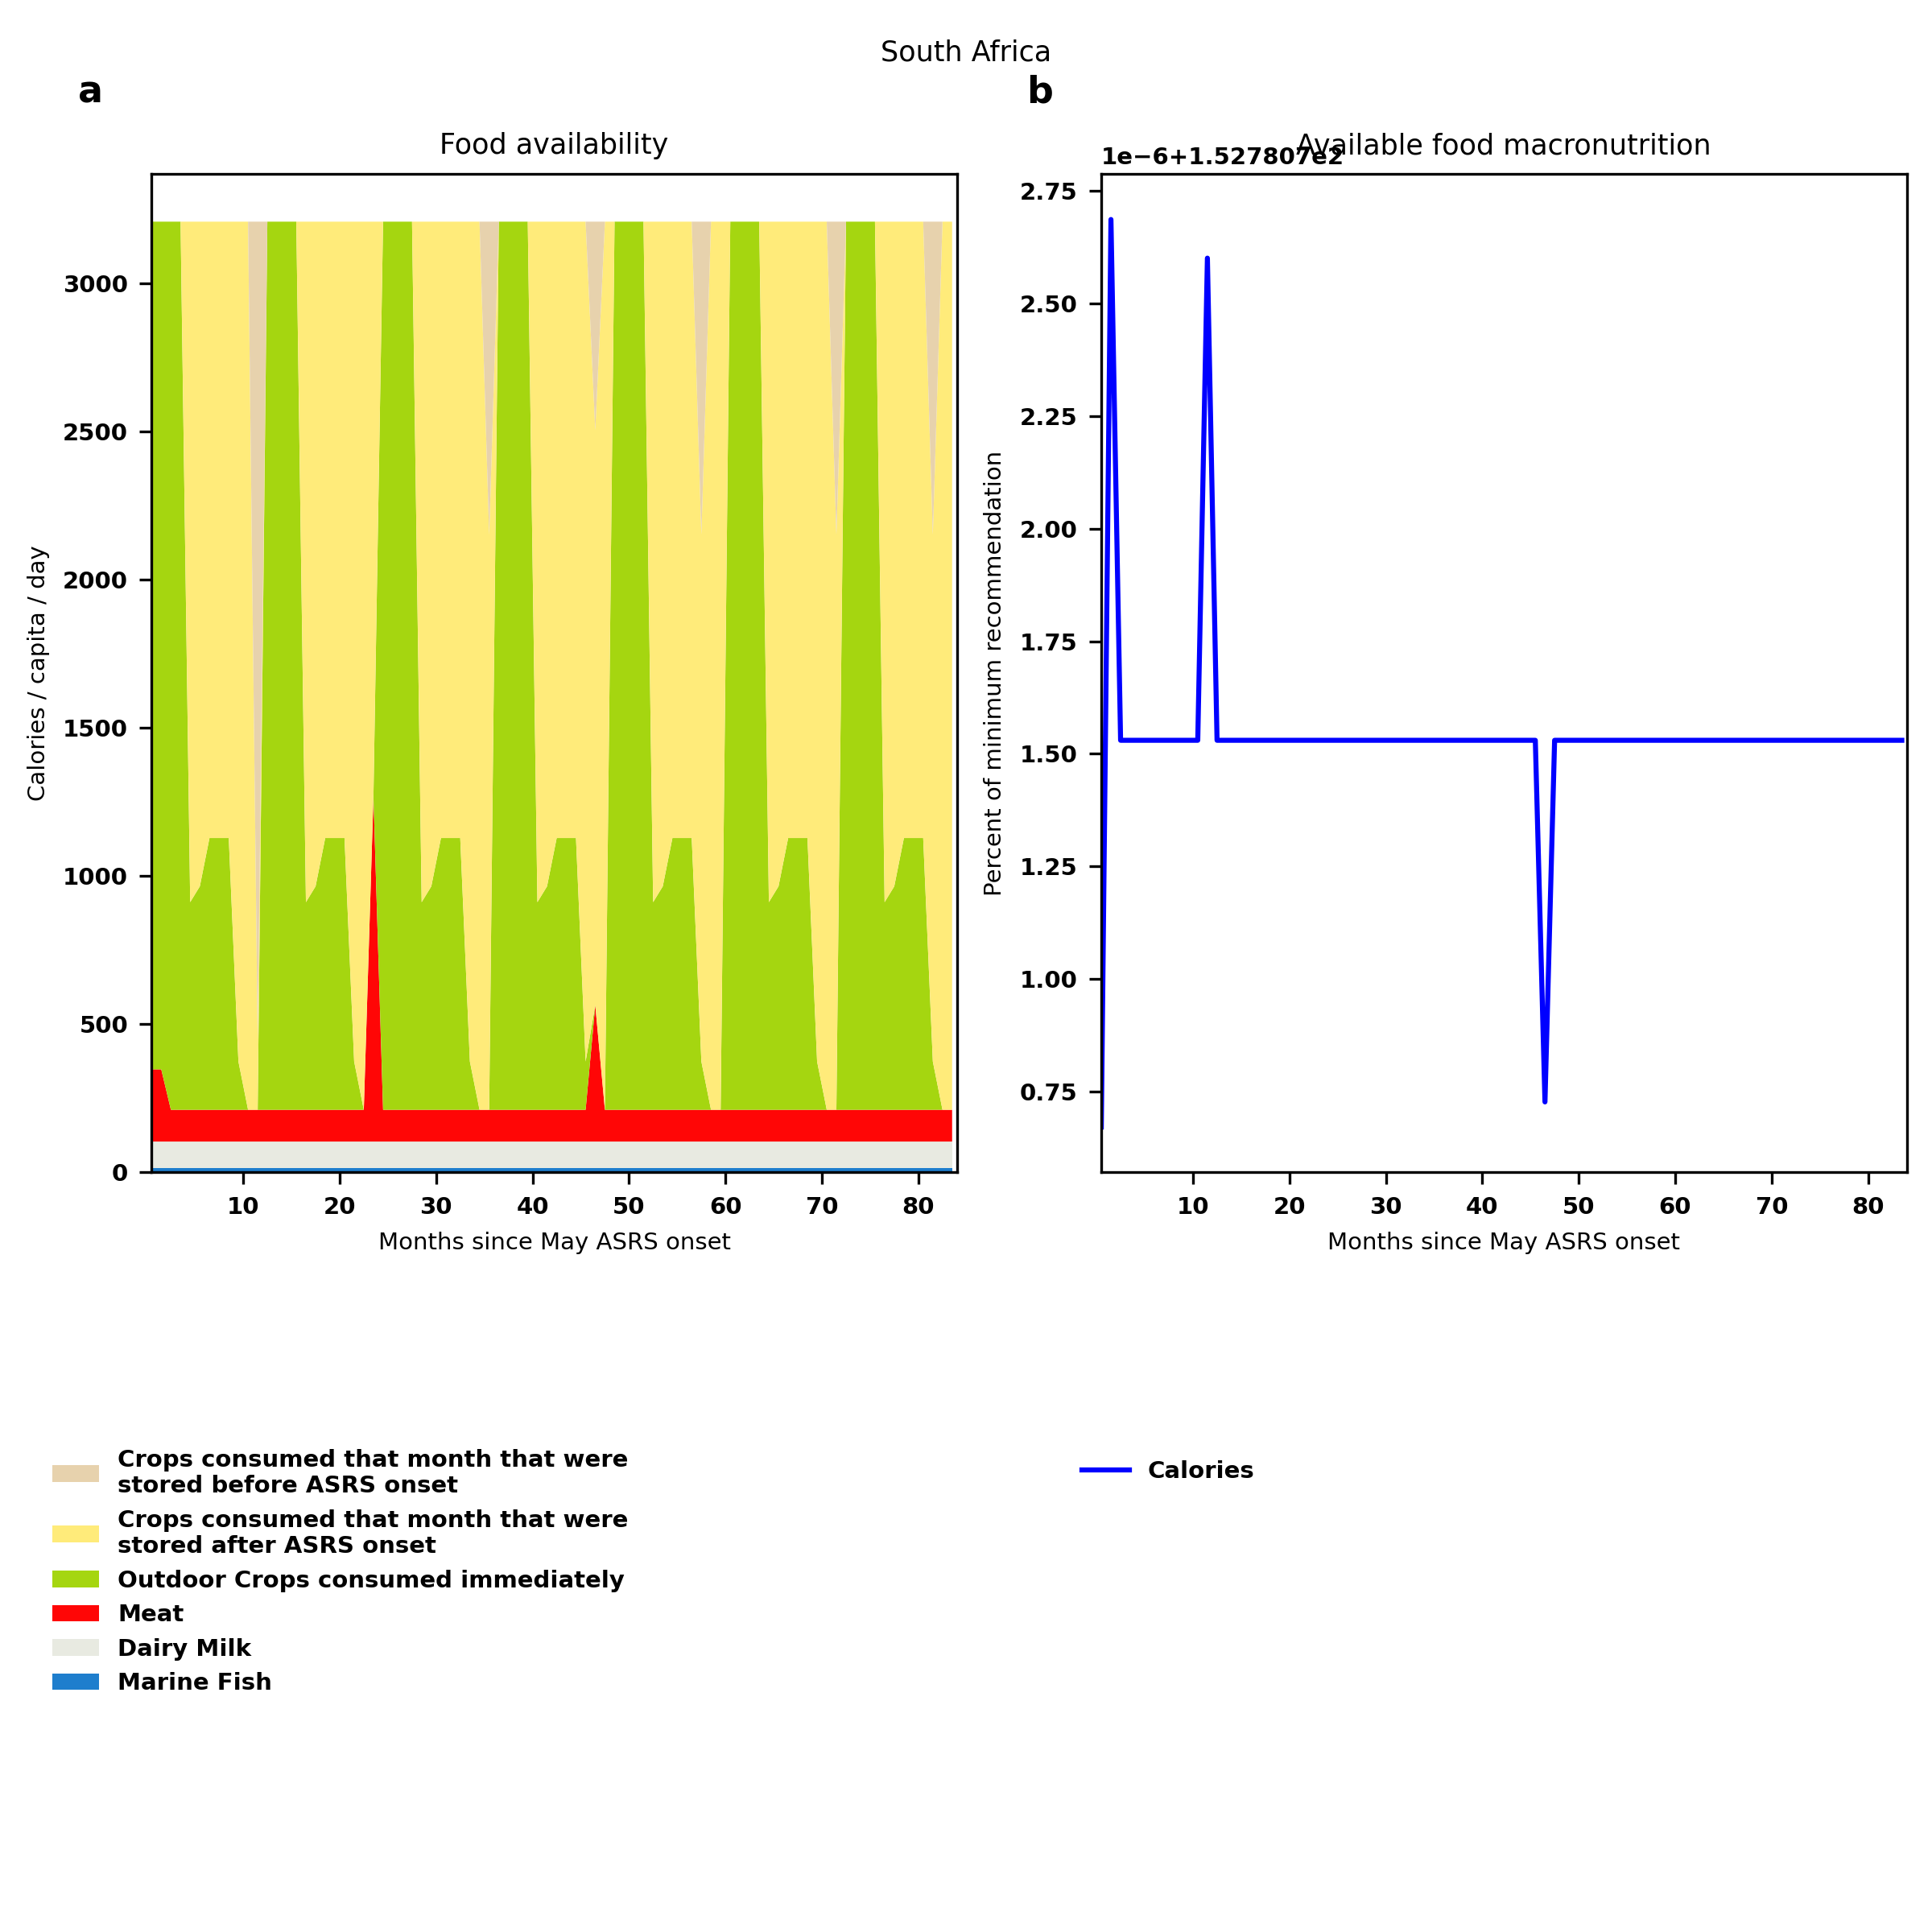 South Africa
a
b
Food availability
Available food macronutrition
1e−6+1.527807e2
3000
2500
2000
1500
1000
500
0
Calories / capita / day
10 20 30 40 50 60 70 80
Months since May ASRS onset
2.75
2.50
2.25
2.00
1.75
1.50
1.25
1.00
0.75
Percent of minimum recommendation
10 20 30 40 50 60 70 80
Months since May ASRS onset
Crops consumed that month that were
stored before ASRS onset
Crops consumed that month that were
stored after ASRS onset
Outdoor Crops consumed immediately
Meat
Dairy Milk
Marine Fish
Calories